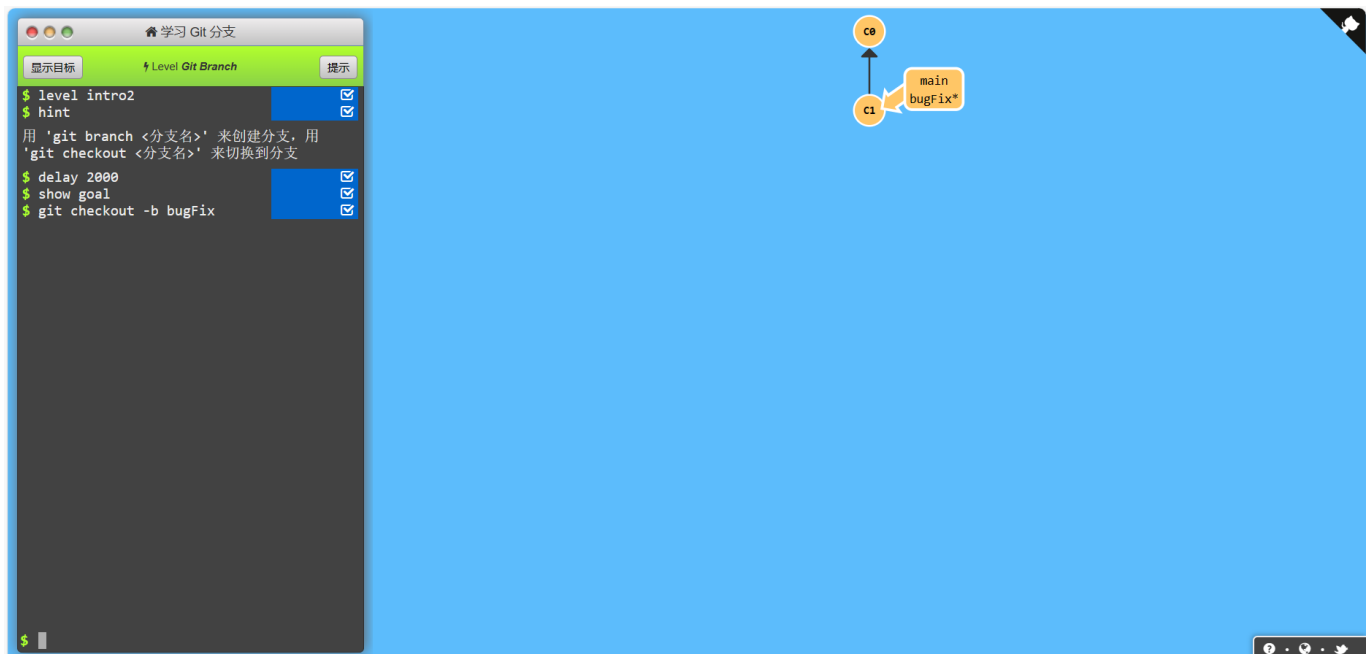 学习 Git 分支
显示目标
Level Git Branch
提示
$ level intro2
$ hint
用 'git branch <分支名>' 来创建分支，用
'git checkout <分支名>' 来切换到分支
$ delay 2000
$ show goal
$ git checkout -b bugFix
$
C0
main
bugFix*
C1